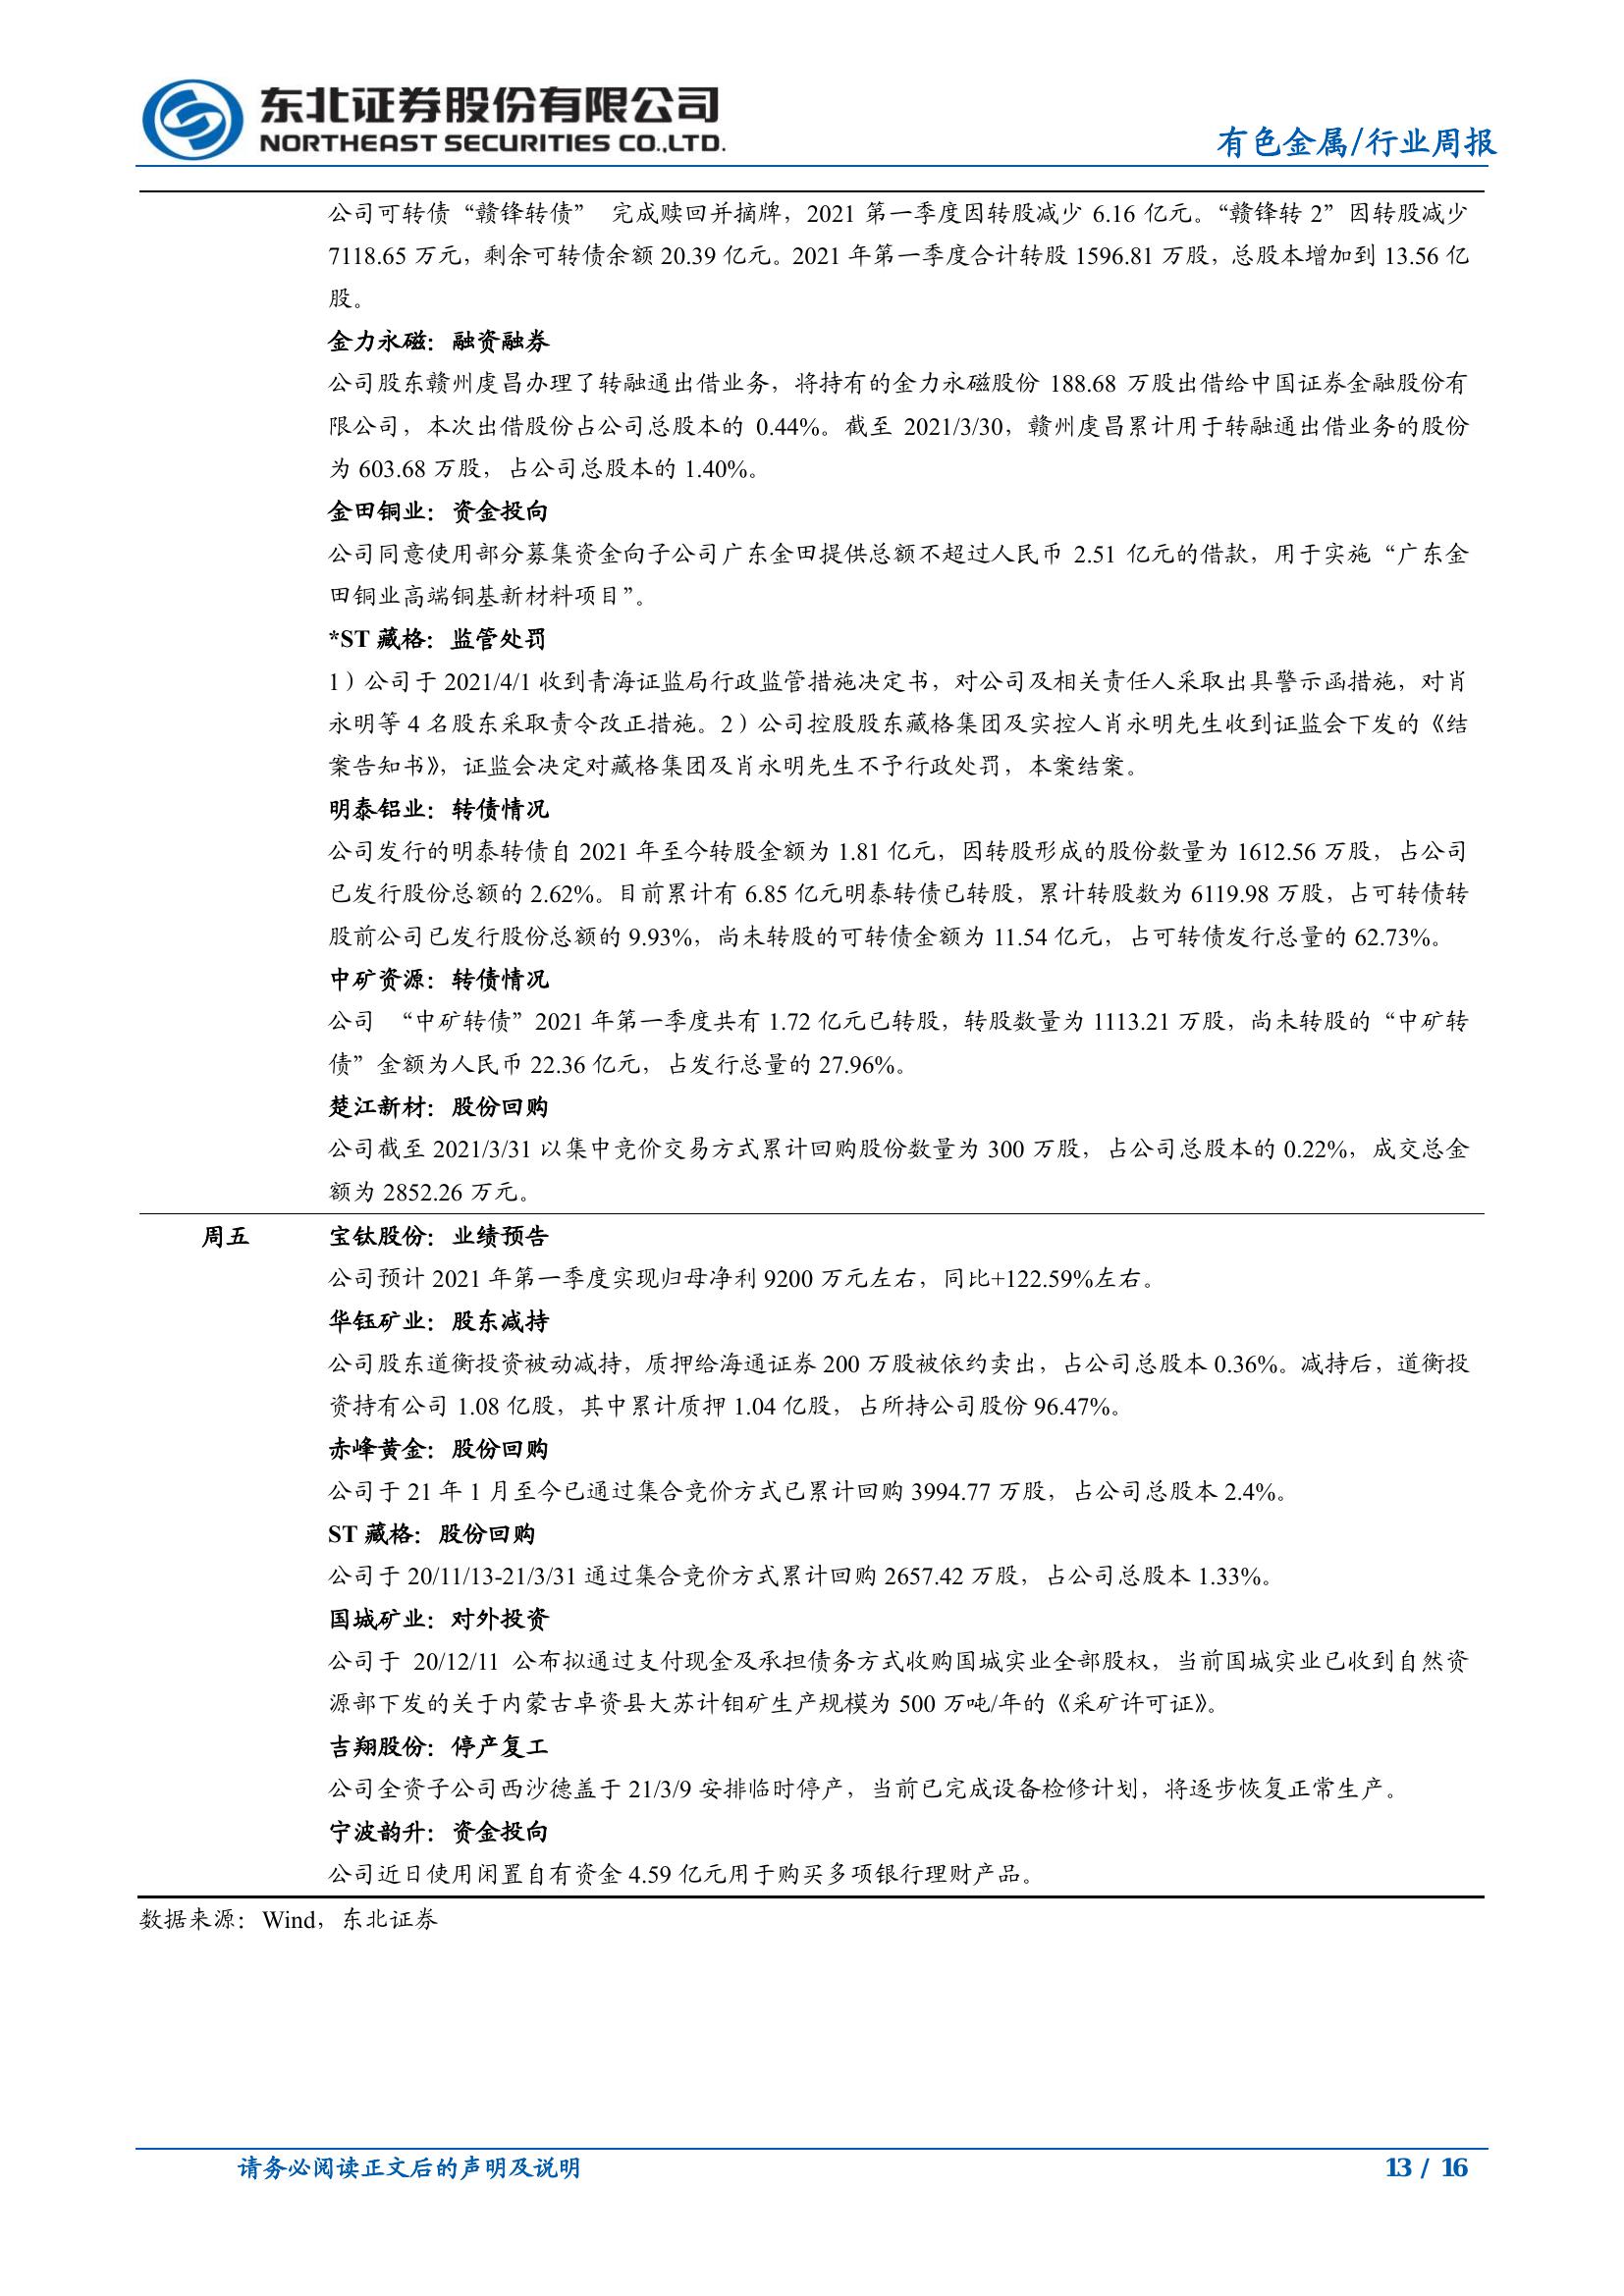 东北证券股份有限公司
NORTHEAST SECURITIES CO.,LTD.
有色金属/行业周报
公司可转债“赣锋转债” 完成赎回并摘牌，2021 第一季度因转股减少 6.16 亿元。“赣锋转 2”因转股减少
7118.65 万元，剩余可转债余额 20.39 亿元。2021 年第一季度合计转股 1596.81 万股，总股本增加到 13.56 亿
股。
金力永磁：融资融券
公司股东赣州虔昌办理了转融通出借业务，将持有的金力永磁股份 188.68 万股出借给中国证券金融股份有
限公司，本次出借股份占公司总股本的 0.44%。截至 2021/3/30，赣州虔昌累计用于转融通出借业务的股份
为 603.68 万股，占公司总股本的 1.40%。
金田铜业：资金投向
公司同意使用部分募集资金向子公司广东金田提供总额不超过人民币 2.51 亿元的借款，用于实施“广东金
田铜业高端铜基新材料项目”。
*ST 藏格：监管处罚
1）公司于 2021/4/1 收到青海证监局行政监管措施决定书，对公司及相关责任人采取出具警示函措施，对肖
永明等 4 名股东采取责令改正措施。2）公司控股股东藏格集团及实控人肖永明先生收到证监会下发的《结
案告知书》，证监会决定对藏格集团及肖永明先生不予行政处罚，本案结案。
明泰铝业：转债情况
公司发行的明泰转债自 2021 年至今转股金额为 1.81 亿元，因转股形成的股份数量为 1612.56 万股，占公司
已发行股份总额的 2.62%。目前累计有 6.85 亿元明泰转债已转股，累计转股数为 6119.98 万股，占可转债转
股前公司已发行股份总额的 9.93%，尚未转股的可转债金额为 11.54 亿元，占可转债发行总量的 62.73%。
中矿资源：转债情况
公司 “中矿转债”2021 年第一季度共有 1.72 亿元已转股，转股数量为 1113.21 万股，尚未转股的“中矿转
债”金额为人民币 22.36 亿元，占发行总量的 27.96%。
楚江新材：股份回购
公司截至 2021/3/31 以集中竞价交易方式累计回购股份数量为 300 万股，占公司总股本的 0.22%，成交总金
额为 2852.26 万元。
周五 宝钛股份：业绩预告
公司预计 2021 年第一季度实现归母净利 9200 万元左右，同比+122.59%左右。
华钰矿业：股东减持
公司股东道衡投资被动减持，质押给海通证券 200 万股被依约卖出，占公司总股本 0.36%。减持后，道衡投
资持有公司 1.08 亿股，其中累计质押 1.04 亿股，占所持公司股份 96.47%。
赤峰黄金：股份回购
公司于 21 年 1 月至今已通过集合竞价方式已累计回购 3994.77 万股，占公司总股本 2.4%。
ST 藏格：股份回购
公司于 20/11/13-21/3/31 通过集合竞价方式累计回购 2657.42 万股，占公司总股本 1.33%。
国城矿业：对外投资
公司于 20/12/11 公布拟通过支付现金及承担债务方式收购国城实业全部股权，当前国城实业已收到自然资
源部下发的关于内蒙古卓资县大苏计钼矿生产规模为 500 万吨/年的《采矿许可证》。
吉翔股份：停产复工
公司全资子公司西沙德盖于 21/3/9 安排临时停产，当前已完成设备检修计划，将逐步恢复正常生产。
宁波韵升：资金投向
公司近日使用闲置自有资金 4.59 亿元用于购买多项银行理财产品。
数据来源：Wind，东北证券
请务必阅读正文后的声明及说明
13 / 16